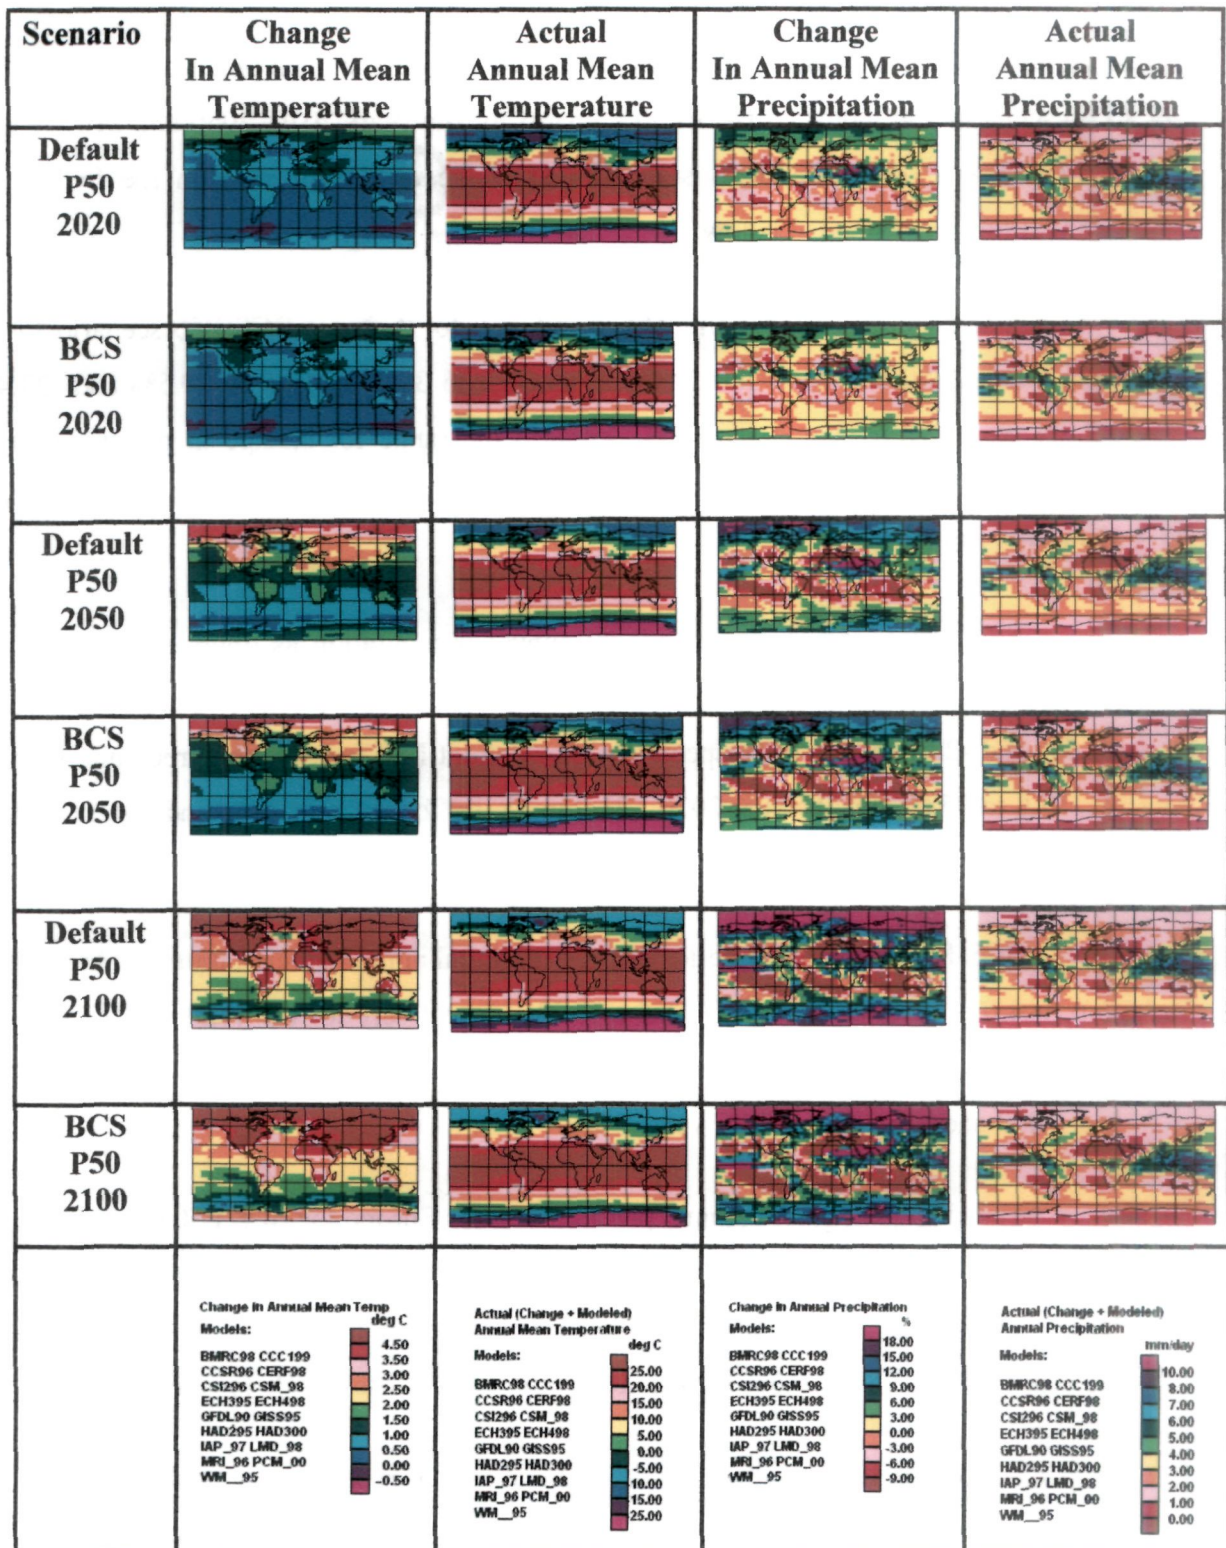 Scenario
Change
In Annual Mean
Temperature
Actual
Annual Mean
Temperature
Change
In Annual Mean
Precipitation
Actual
Annual Mean
Precipitation
Default
P50
2020
BCS
P50
2020
Default
P50
2050
BCS
P50
2050
Default
P50
2100
BCS
P50
2100
Change in Annual Mean Temp
deg C
Models:
BMRC98 CCC199
CCSR96 CERF98
CSI296 CSM_98
ECH395 ECH498
GFDL90 GISS95
HAD295 HAD300
IAP_97 LMD_98
MRI_96 PCM_00
WM__95
4.50
3.50
3.00
2.50
2.00
1.50
1.00
0.50
0.00
-0.50
Actual (Change + Modeled)
Annual Mean Temperature
deg C
Models:
BMRC98 CCC199
CCSR96 CERF98
CSI296 CSM_98
ECH395 ECH498
GFDL90 GISS95
HAD295 HAD300
IAP_97 LMD_98
MRI_96 PCM_00
WM__95
25.00
20.00
15.00
10.00
5.00
0.00
-5.00
-10.00
-15.00
25.00
Change in Annual Precipitation
%
Models:
BMRC98 CCC199
CCSR96 CERF98
CSI296 CSM_98
ECH395 ECH498
GFDL90 GISS95
HAD295 HAD300
IAP_97 LMD_98
MRI_96 PCM_00
WM__95
18.00
15.00
12.00
9.00
6.00
3.00
0.00
-3.00
-6.00
-9.00
Actual (Change + Modeled)
Annual Precipitation
mm/day
Models:
BMRC98 CCC199
CCSR96 CERF98
CSI296 CSM_98
ECH395 ECH498
GFDL90 GISS95
HAD295 HAD300
IAP_97 LMD_98
MRI_96 PCM_00
WM__95
10.00
8.00
7.00
6.00
5.00
4.00
3.00
2.00
1.00
0.00